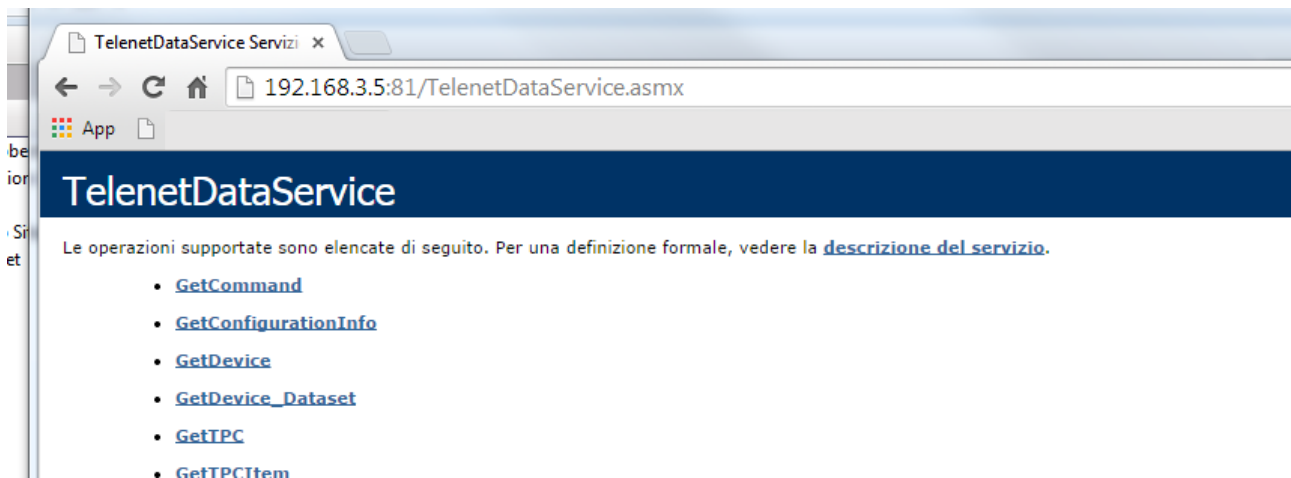 TelenetDataService Servizi
192.168.3.5:81/TelenetDataService.asmx
App
TelenetDataService
Le operazioni supportate sono elencate di seguito. Per una definizione formale, vedere la descrizione del servizio.
GetCommand
GetConfigurationInfo
GetDevice
GetDevice_Dataset
GetTPC
GetTPCItem